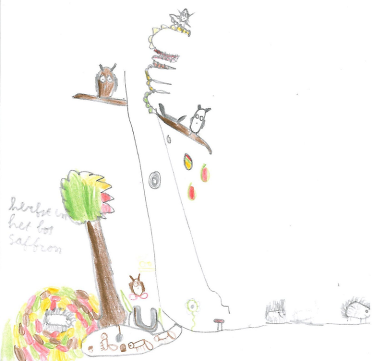 herfst in
het bos
Saffron